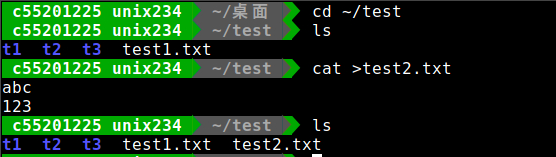 c55201225 unix234 ~/桌面 cd ~/test
c55201225 unix234 ~/test ls
t1 t2 t3 test1.txt
c55201225 unix234 ~/test cat >test2.txt
abc
123
c55201225 unix234 ~/test ls
t1 t2 t3 test1.txt test2.txt